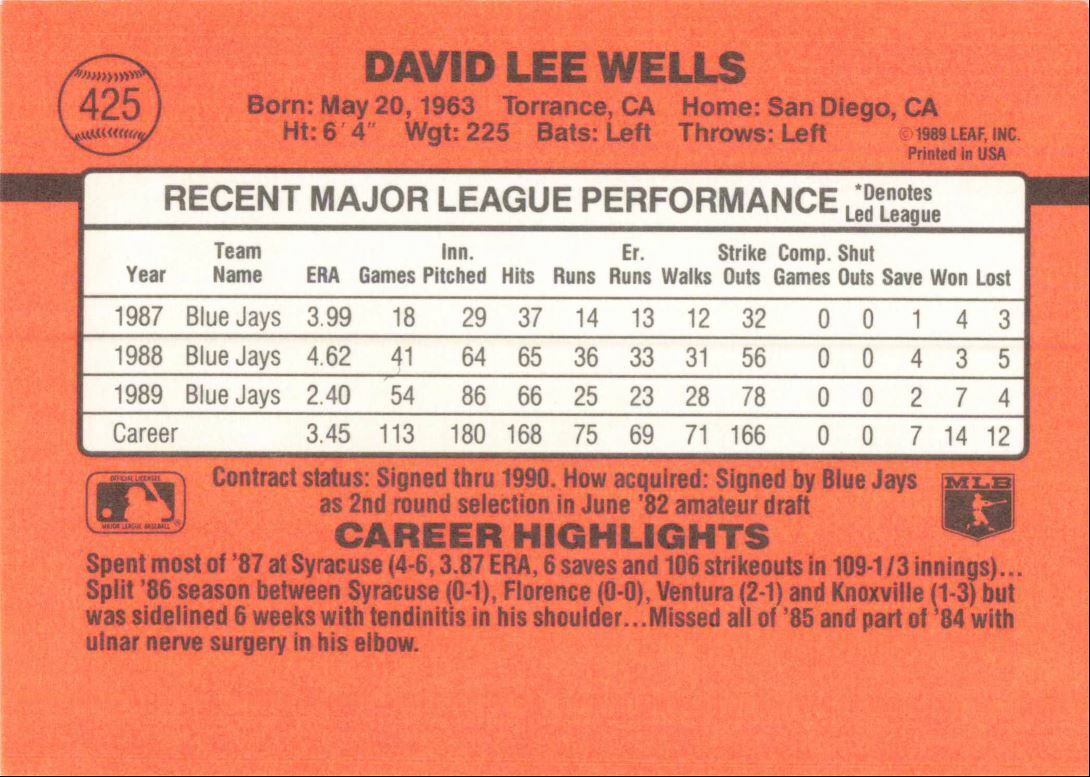 425
DAVID LEE WELLS
Born: May 20, 1963 Torrance, CA Home: San Diego, CA
Ht: 6' 4" Wgt: 225 Bats: Left Throws: Left
© 1989 LEAF, INC.
Printed in USA
RECENT MAJOR LEAGUE PERFORMANCE *Denotes Led League
Year Team Name ERA Games Inn. Pitched Hits Runs Er. Runs Walks Strike Outs Comp. Games Shut Outs Save Won Lost
1987 Blue Jays 3.99 18 29 37 14 13 12 32 0 0 1 4 3
1988 Blue Jays 4.62 41 64 65 36 33 31 56 0 0 4 3 5
1989 Blue Jays 2.40 54 86 66 25 23 28 78 0 0 2 7 4
Career 3.45 113 180 168 75 69 71 166 0 0 7 14 12
OFFICIAL LICENSEE
MAJOR LEAGUE BASEBALL ®
Contract status: Signed thru 1990. How acquired: Signed by Blue Jays
as 2nd round selection in June '82 amateur draft
MLB
CAREER HIGHLIGHTS
Spent most of '87 at Syracuse (4-6, 3.87 ERA, 6 saves and 106 strikeouts in 109-1/3 innings)...
Split '86 season between Syracuse (0-1), Florence (0-0), Ventura (2-1) and Knoxville (1-3) but
was sidelined 6 weeks with tendinitis in his shoulder...Missed all of '85 and part of '84 with
ulnar nerve surgery in his elbow.